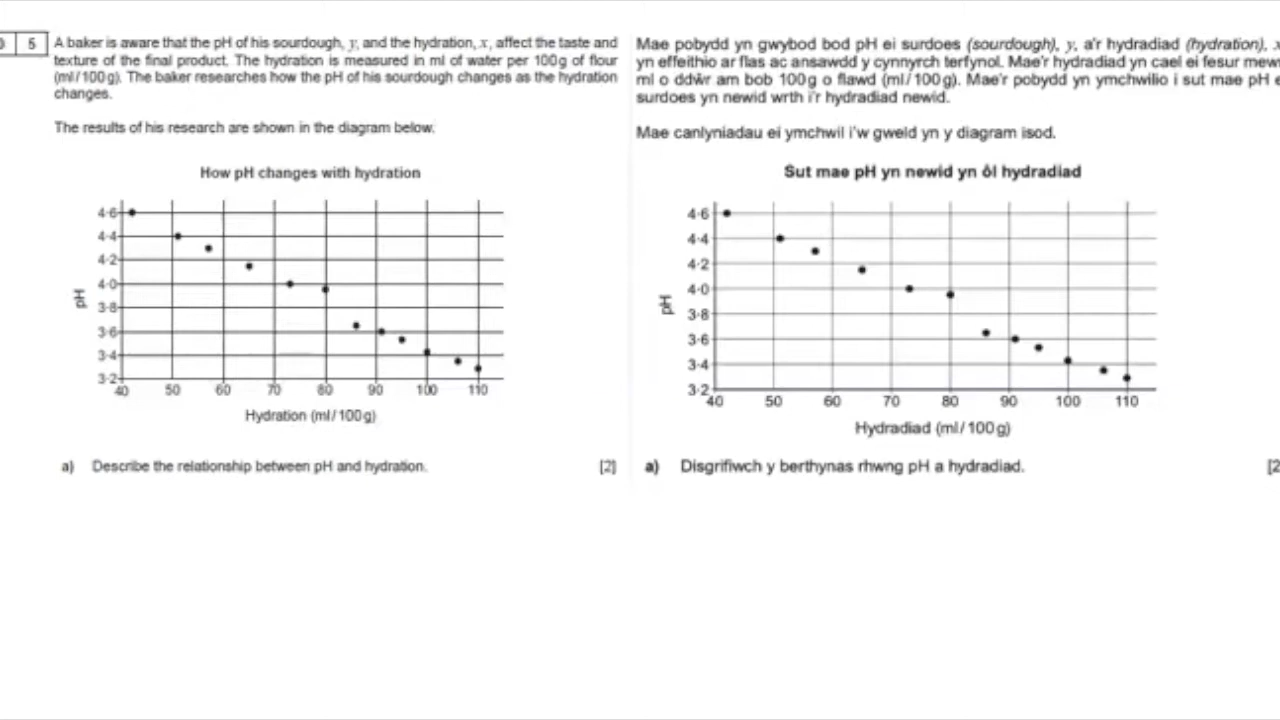 5
A baker is aware that the pH of his sourdough, y, and the hydration, x, affect the taste and
texture of the final product. The hydration is measured in ml of water per 100g of flour
(ml/100g). The baker researches how the pH of his sourdough changes as the hydration
changes.
The results of his research are shown in the diagram below.
How pH changes with hydration
4·6
4·4
4·2
4·0
3·8
3·6
3·4
3·2
pH
40 50 60 70 80 90 100 110
Hydration (ml/100g)
a) Describe the relationship between pH and hydration. [2]
Mae pobydd yn gwybod bod pH ei surdoes (sourdough), y, a'r hydradiad (hydration), x
yn effeithio ar flas ac ansawdd y cynnyrch terfynol. Mae'r hydradiad yn cael ei fesur mew
ml o ddŵr am bob 100g o flawd (ml/100g). Mae'r pobydd yn ymchwilio i sut mae pH e
surdoes yn newid wrth i'r hydradiad newid.
Mae canlyniadau ei ymchwil i'w gweld yn y diagram isod.
Sut mae pH yn newid yn ôl hydradiad
4·6
4·4
4·2
4·0
3·8
3·6
3·4
3·2
pH
40 50 60 70 80 90 100 110
Hydradiad (ml/100g)
a) Disgrifiwch y berthynas rhwng pH a hydradiad. [2